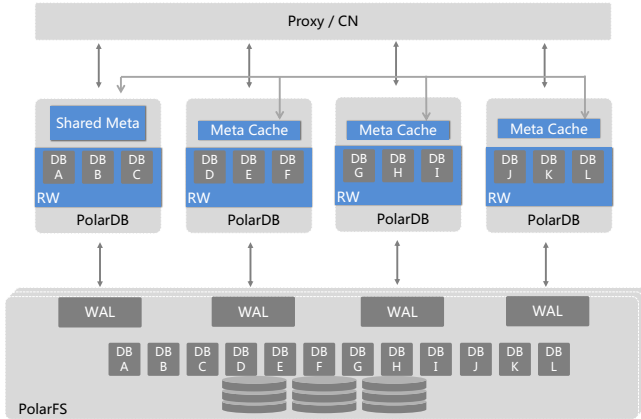 Proxy / CN
Shared Meta
Meta Cache
Meta Cache
Meta Cache
DB A
DB B
DB C
DB D
DB E
DB F
DB G
DB H
DB I
DB J
DB K
DB L
RW
RW
RW
RW
PolarDB
PolarDB
PolarDB
PolarDB
WAL
WAL
WAL
WAL
DB A
DB B
DB C
DB D
DB E
DB F
DB G
DB H
DB I
DB J
DB K
DB L
PolarFS